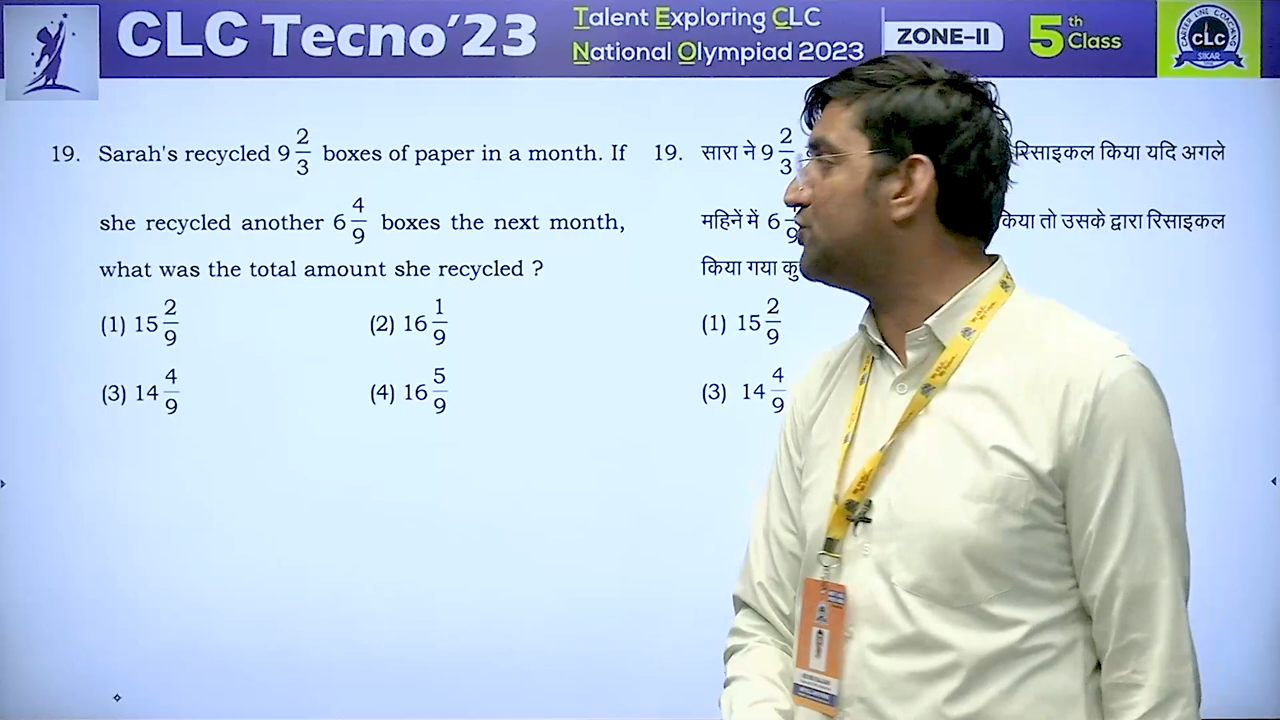 CLC Tecno'23
Talent Exploring CLC
National Olympiad 2023
ZONE–II
5th Class
CLC
SIKAR
19. Sarah's recycled 9 2/3 boxes of paper in a month. If
she recycled another 6 4/9 boxes the next month,
what was the total amount she recycled ?
(1) 15 2/9 (2) 16 1/9
(3) 14 4/9 (4) 16 5/9
19. सारा ने 9 2/3 रिसाइकल किया यदि अगले
महिनें में 6 किया तो उसके द्वारा रिसाइकल
किया गया
(1) 15 2/9
(3) 14 4/9